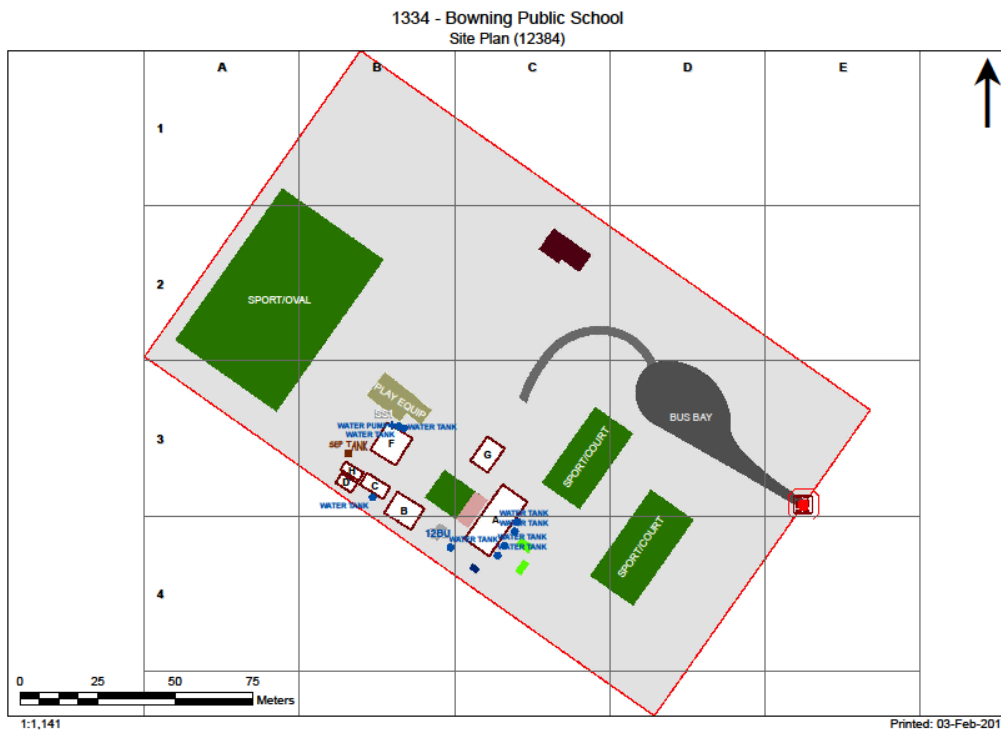 1334 - Bowning Public School
Site Plan (12384)
A B C D E
1
2
SPORT/OVAL
PLAY EQUIP
BUS BAY
WATER PUMP
WATER TANK
WATER TANK
3
F
SEP TANK
G
SPORT/COURT
H
D
C
WATER TANK
B
A
WATER TANK
WATER TANK
12BU
WATER TANK
WATER TANK
WATER TANK
SPORT/COURT
4
0 25 50 75
Meters
1:1,141
Printed: 03-Feb-201